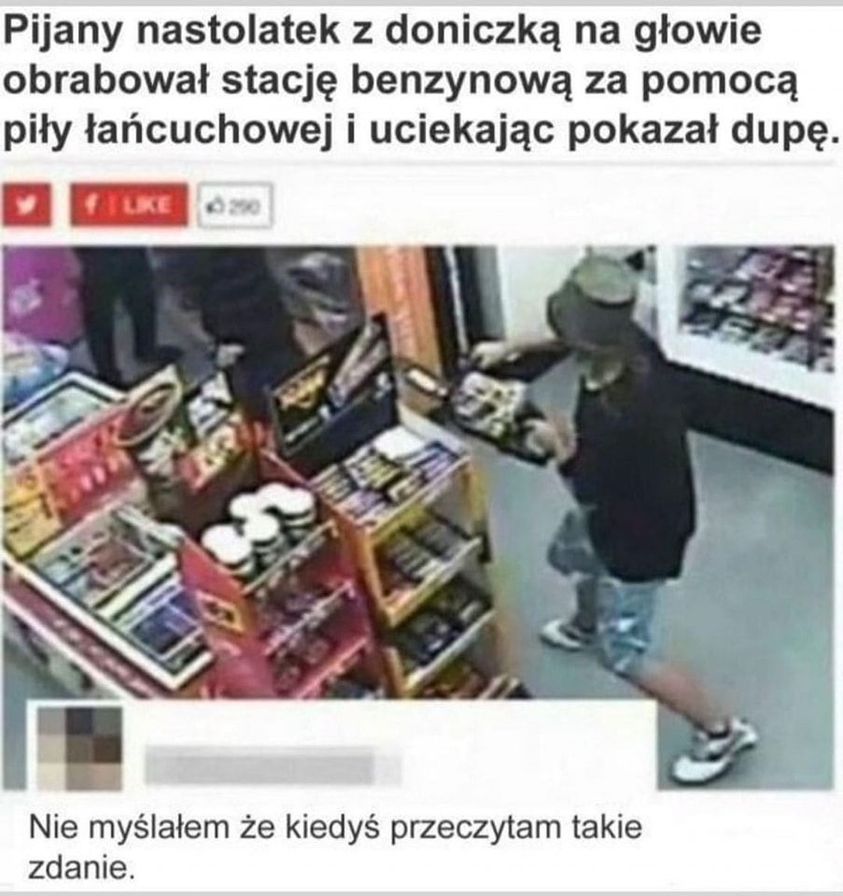 Pijany nastolatek z doniczką na głowie
obrabował stację benzynową za pomocą
piły łańcuchowej i uciekając pokazał dupę.
f LIKE 290
Nie myślałem że kiedyś przeczytam takie
zdanie.